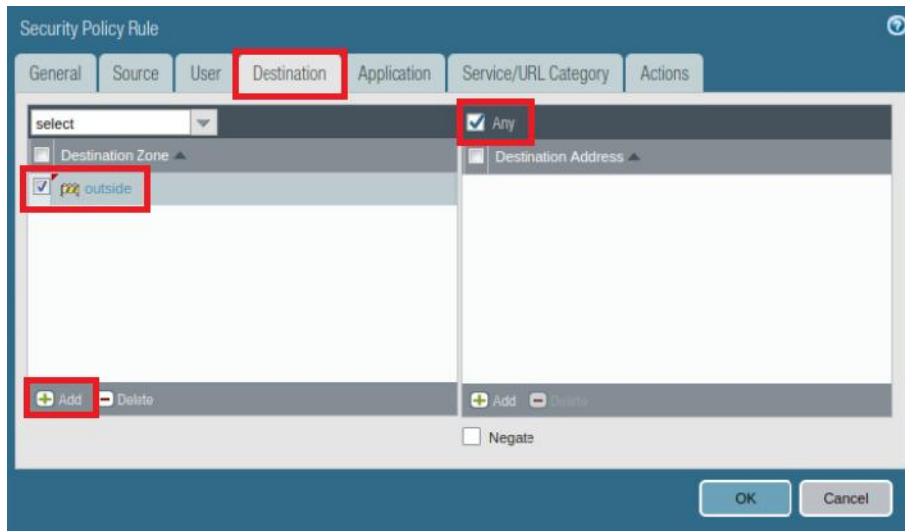 Security Policy Rule
General Source User Destination Application Service/URL Category Actions
select
Any
Destination Zone
Destination Address
outside
Add Delete
Add Delete
Negate
OK Cancel